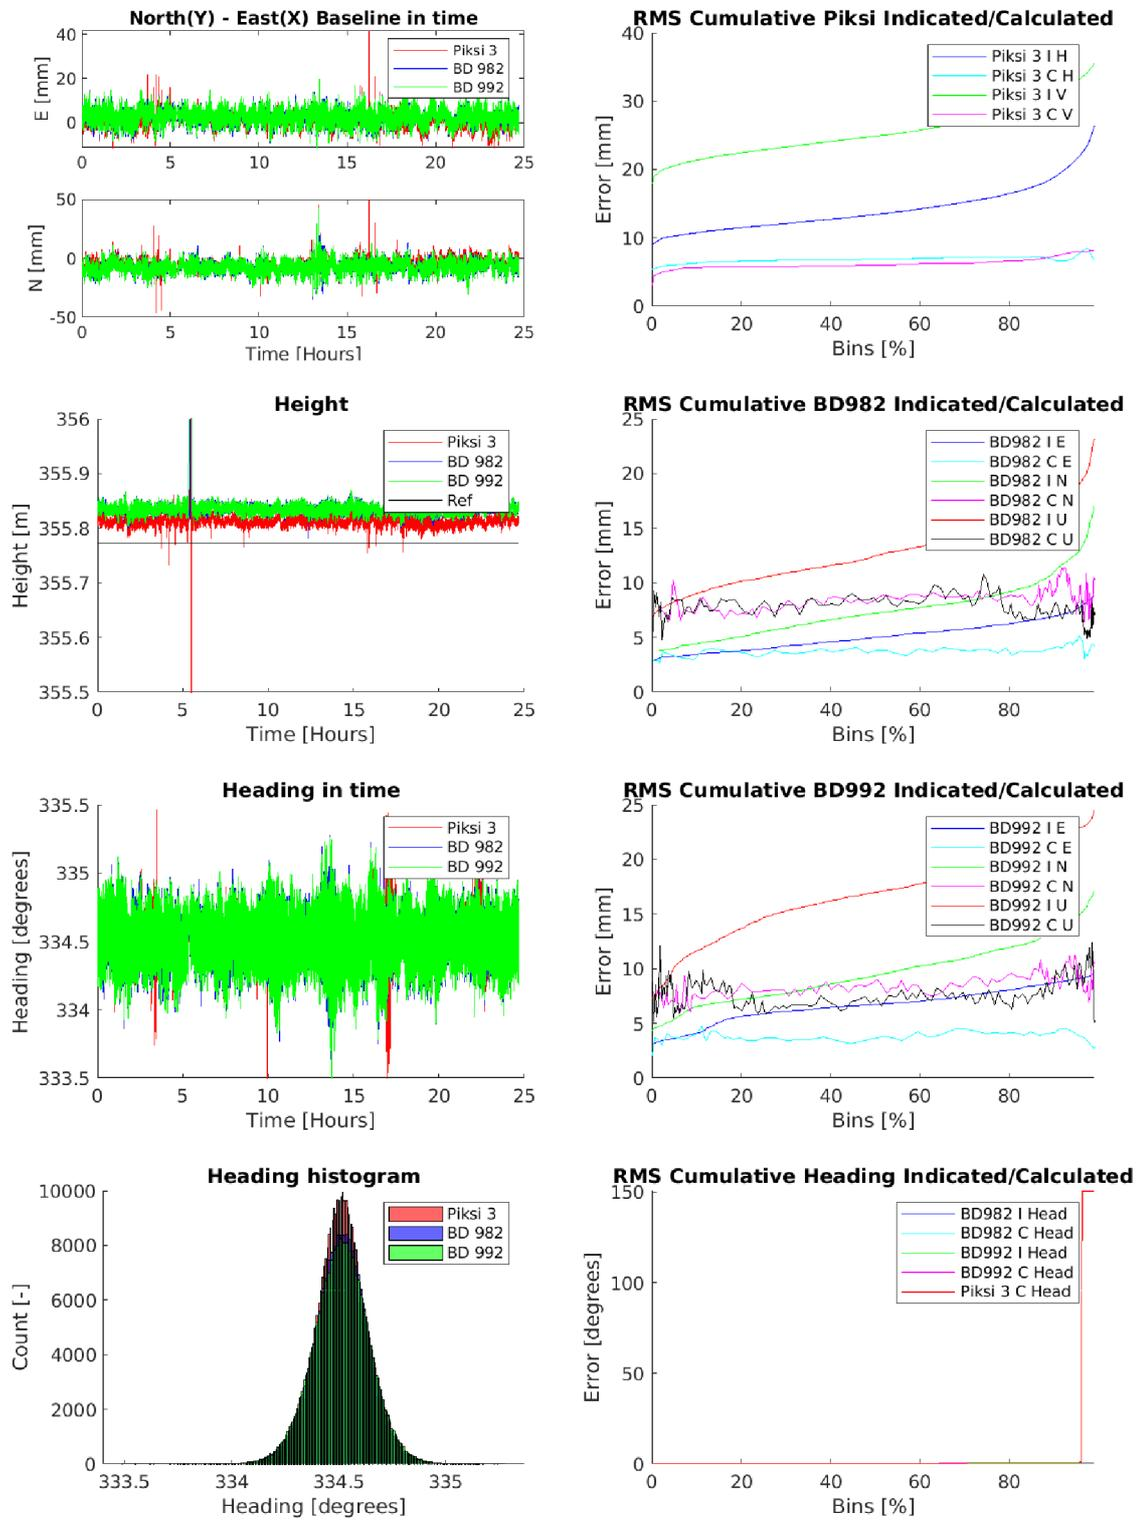 North(Y) - East(X) Baseline in time
E [mm]
40
20
0
Piksi 3
BD 982
BD 992
0 5 10 15 20 25
N [mm]
50
0
-50
0 5 10 15 20 25
Time [Hours]
RMS Cumulative Piksi Indicated/Calculated
Error [mm]
40
30
20
10
0
Piksi 3 I H
Piksi 3 C H
Piksi 3 I V
Piksi 3 C V
0 20 40 60 80
Bins [%]
Height
Height [m]
356
355.9
355.8
355.7
355.6
355.5
Piksi 3
BD 982
BD 992
Ref
0 5 10 15 20 25
Time [Hours]
RMS Cumulative BD982 Indicated/Calculated
Error [mm]
25
20
15
10
5
0
BD982 I E
BD982 C E
BD982 I N
BD982 C N
BD982 I U
BD982 C U
0 20 40 60 80
Bins [%]
Heading in time
Heading [degrees]
335.5
335
334.5
334
333.5
Piksi 3
BD 982
BD 992
0 5 10 15 20 25
Time [Hours]
RMS Cumulative BD992 Indicated/Calculated
Error [mm]
25
20
15
10
5
0
BD992 I E
BD992 C E
BD992 I N
BD992 C N
BD992 I U
BD992 C U
0 20 40 60 80
Bins [%]
Heading histogram
Count [-]
10000
8000
6000
4000
2000
0
Piksi 3
BD 982
BD 992
333.5 334 334.5 335
Heading [degrees]
RMS Cumulative Heading Indicated/Calculated
Error [degrees]
150
100
50
0
BD982 I Head
BD982 C Head
BD992 I Head
BD992 C Head
Piksi 3 C Head
0 20 40 60 80
Bins [%]